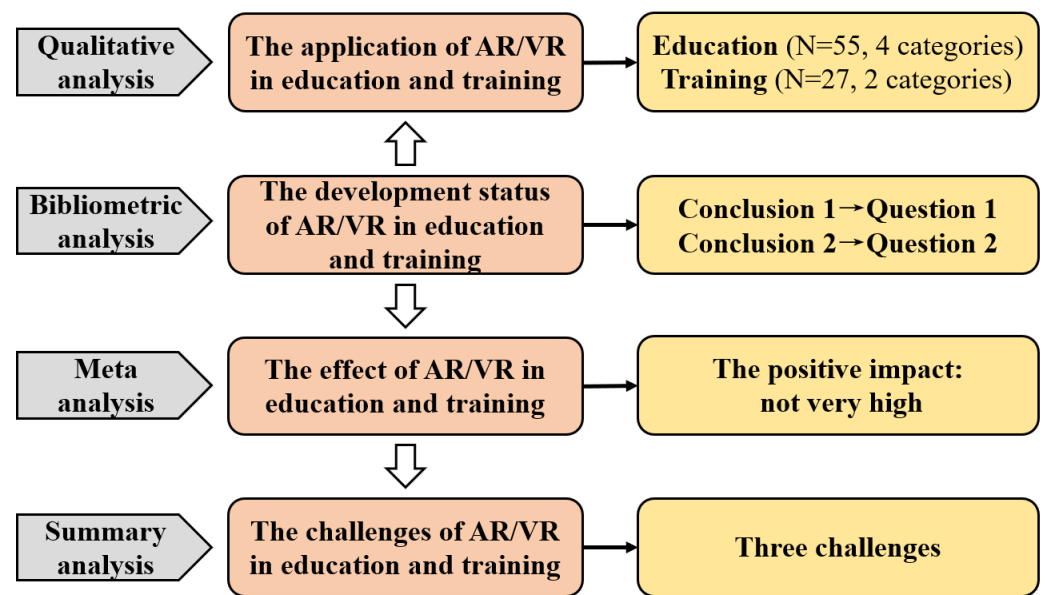 Qualitative
analysis
The application of AR/VR
in education and training
Education (N=55, 4 categories)
Training (N=27, 2 categories)
Bibliometric
analysis
The development status
of AR/VR in education
and training
Conclusion 1→Question 1
Conclusion 2→Question 2
Meta
analysis
The effect of AR/VR in
education and training
The positive impact:
not very high
Summary
analysis
The challenges of AR/VR
in education and training
Three challenges